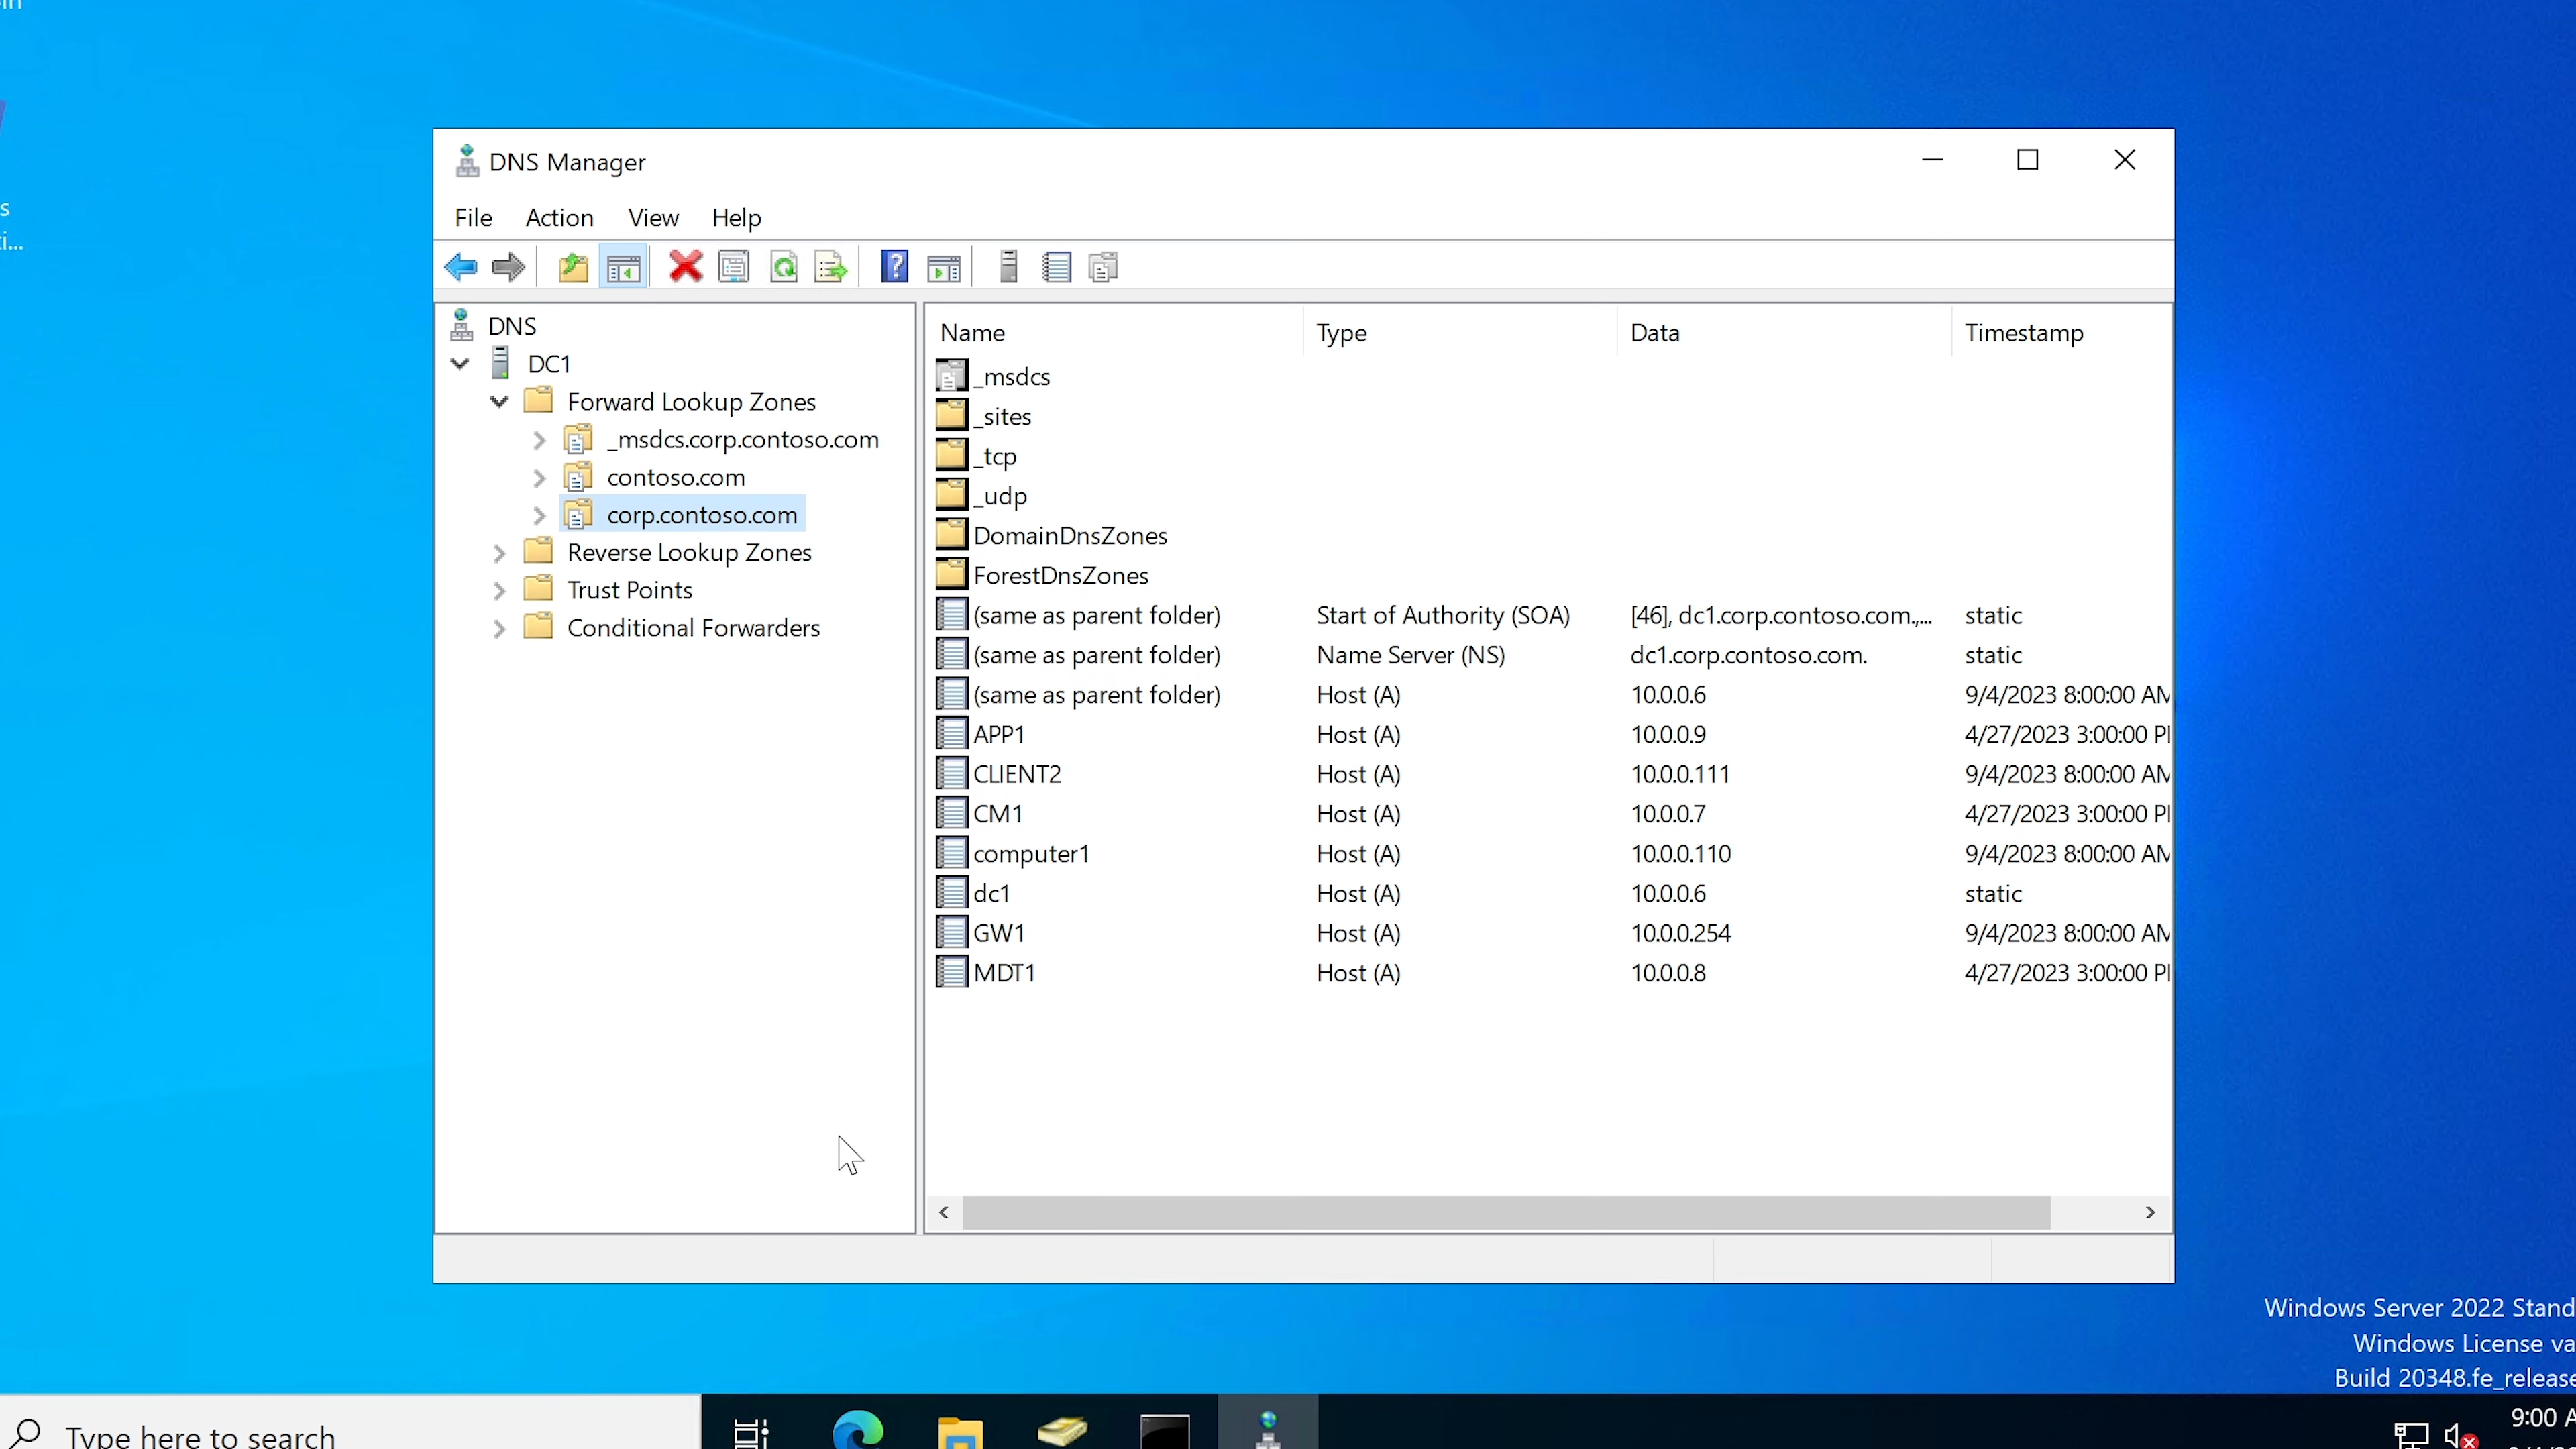 s
ti...
DNS Manager
File Action View Help
DNS
DC1
Forward Lookup Zones
_msdcs.corp.contoso.com
contoso.com
corp.contoso.com
Reverse Lookup Zones
Trust Points
Conditional Forwarders
Name Type Data Timestamp
_msdcs
_sites
_tcp
_udp
DomainDnsZones
ForestDnsZones
(same as parent folder) Start of Authority (SOA) [46], dc1.corp.contoso.com.,... static
(same as parent folder) Name Server (NS) dc1.corp.contoso.com. static
(same as parent folder) Host (A) 10.0.0.6 9/4/2023 8:00:00 AM
APP1 Host (A) 10.0.0.9 4/27/2023 3:00:00 P
CLIENT2 Host (A) 10.0.0.111 9/4/2023 8:00:00 AM
CM1 Host (A) 10.0.0.7 4/27/2023 3:00:00 P
computer1 Host (A) 10.0.0.110 9/4/2023 8:00:00 AM
dc1 Host (A) 10.0.0.6 static
GW1 Host (A) 10.0.0.254 9/4/2023 8:00:00 AM
MDT1 Host (A) 10.0.0.8 4/27/2023 3:00:00 P
Windows Server 2022 Stand
Windows License va
Build 20348.fe_release
Type here to search
9:00 A